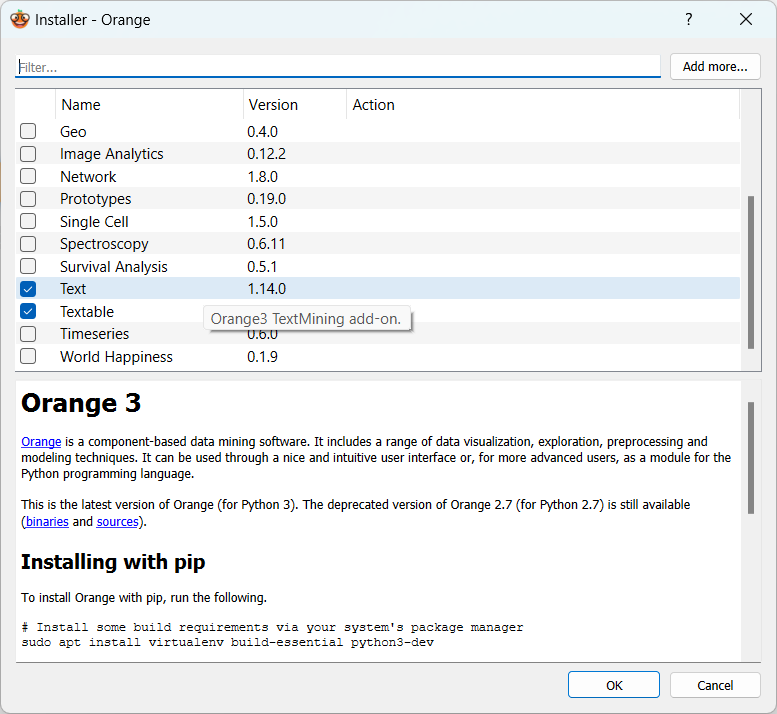 Installer - Orange
?
Filter...
Add more...
Name Version Action
Geo 0.4.0
Image Analytics 0.12.2
Network 1.8.0
Prototypes 0.19.0
Single Cell 1.5.0
Spectroscopy 0.6.11
Survival Analysis 0.5.1
Text 1.14.0
Textable
Orange3 TextMining add-on.
Timeseries 0.6.0
World Happiness 0.1.9
Orange 3
Orange is a component-based data mining software. It includes a range of data visualization, exploration, preprocessing and
modeling techniques. It can be used through a nice and intuitive user interface or, for more advanced users, as a module for the
Python programming language.
This is the latest version of Orange (for Python 3). The deprecated version of Orange 2.7 (for Python 2.7) is still available
(binaries and sources).
Installing with pip
To install Orange with pip, run the following.
# Install some build requirements via your system's package manager
sudo apt install virtualenv build-essential python3-dev
OK Cancel